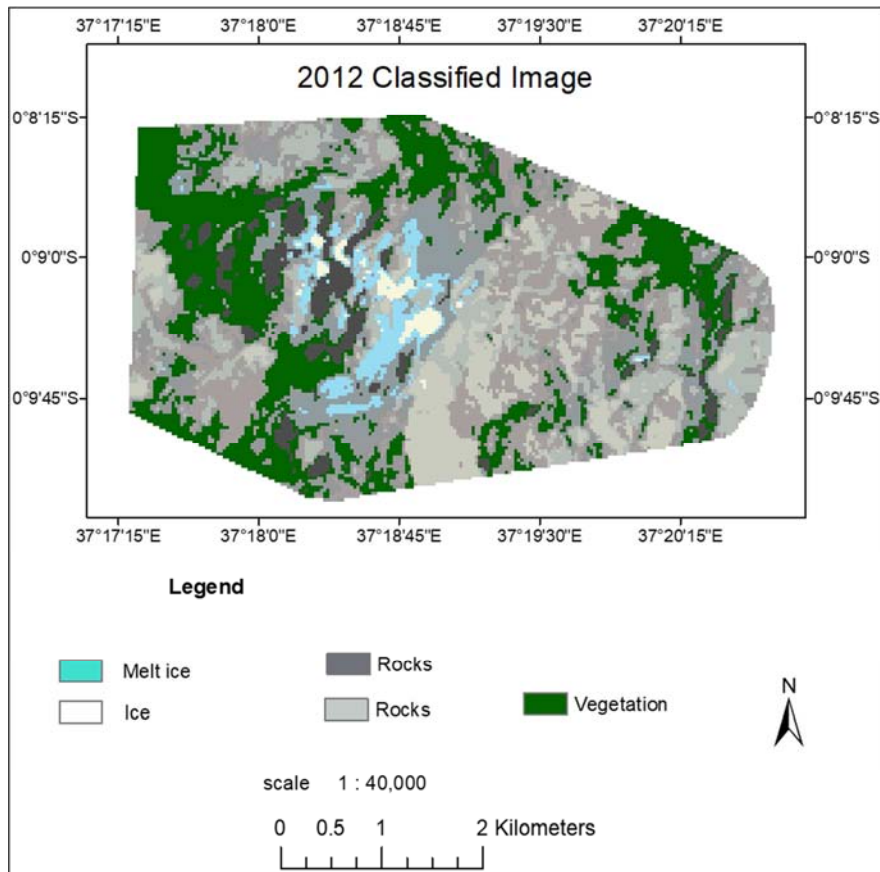 37°17'15"E 37°18'0"E 37°18'45"E 37°19'30"E 37°20'15"E
2012 Classified Image
0°8'15"S 0°8'15"S
0°9'0"S 0°9'0"S
0°9'45"S 0°9'45"S
37°17'15"E 37°18'0"E 37°18'45"E 37°19'30"E 37°20'15"E
Legend
Melt ice Rocks
Ice Rocks Vegetation N
scale 1 : 40,000
0 0.5 1 2 Kilometers